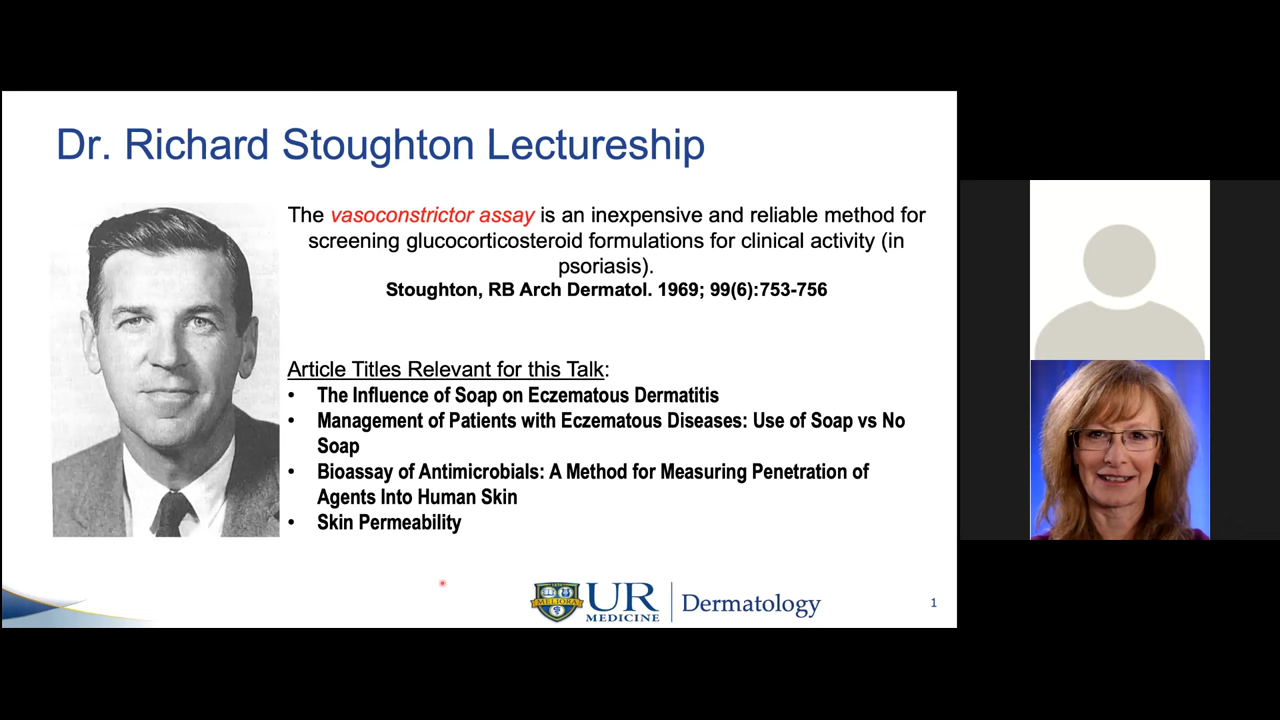 Dr. Richard Stoughton Lectureship
The vasoconstrictor assay is an inexpensive and reliable method for
screening glucocorticosteroid formulations for clinical activity (in
psoriasis).
Stoughton, RB Arch Dermatol. 1969; 99(6):753-756
Article Titles Relevant for this Talk:
• The Influence of Soap on Eczematous Dermatitis
• Management of Patients with Eczematous Diseases: Use of Soap vs No
Soap
• Bioassay of Antimicrobials: A Method for Measuring Penetration of
Agents Into Human Skin
• Skin Permeability
MELIORA
UR
MEDICINE
Dermatology
1